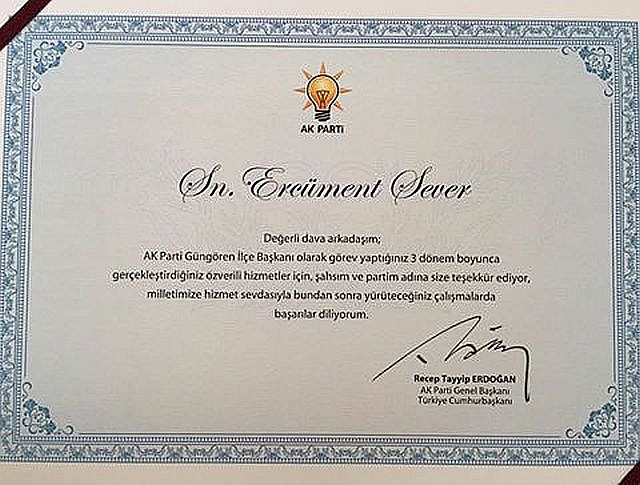 AK PARTİ
Sn. Ercüment Sever
Değerli dava arkadaşım;
AK Parti Güngören İlçe Başkanı olarak görev yaptığınız 3 dönem boyunca
gerçekleştirdiğiniz özverili hizmetler için, şahsım ve partim adına size teşekkür ediyor,
milletimize hizmet sevdasıyla bundan sonra yürüteceğiniz çalışmalarda
başarılar diliyorum.
Recep Tayyip ERDOĞAN
AK Parti Genel Başkanı
Türkiye Cumhurbaşkanı